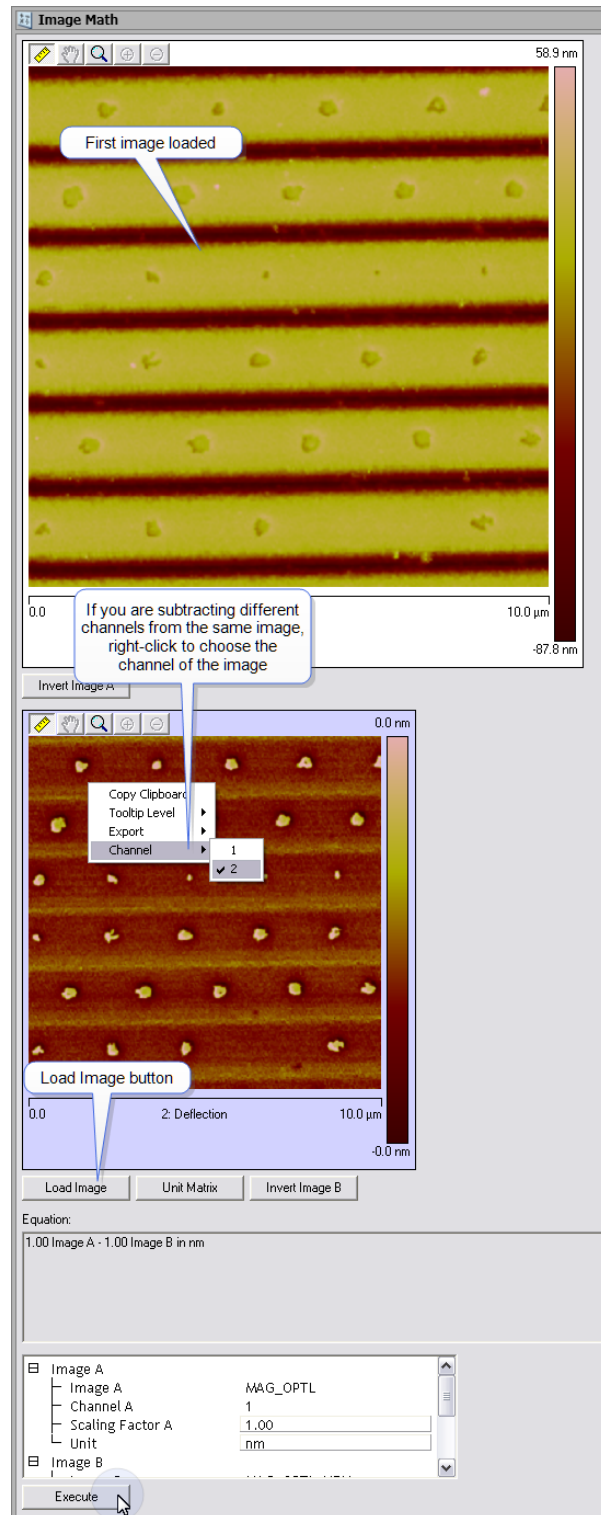 Image Math
58.9 nm
First image loaded
0.0
10.0 µm
-87.8 nm
If you are subtracting different
channels from the same image,
right-click to choose the
channel of the image
Invert Image A
0.0 nm
Copy Clipboard
Tooltip Level
Export
Channel
1
2
Load Image button
0.0
2: Deflection
10.0 µm
-0.0 nm
Load Image
Unit Matrix
Invert Image B
Equation:
1.00 Image A - 1.00 Image B in nm
Image A
Image A MAG_OPTL
Channel A 1
Scaling Factor A 1.00
Unit nm
Image B
Execute